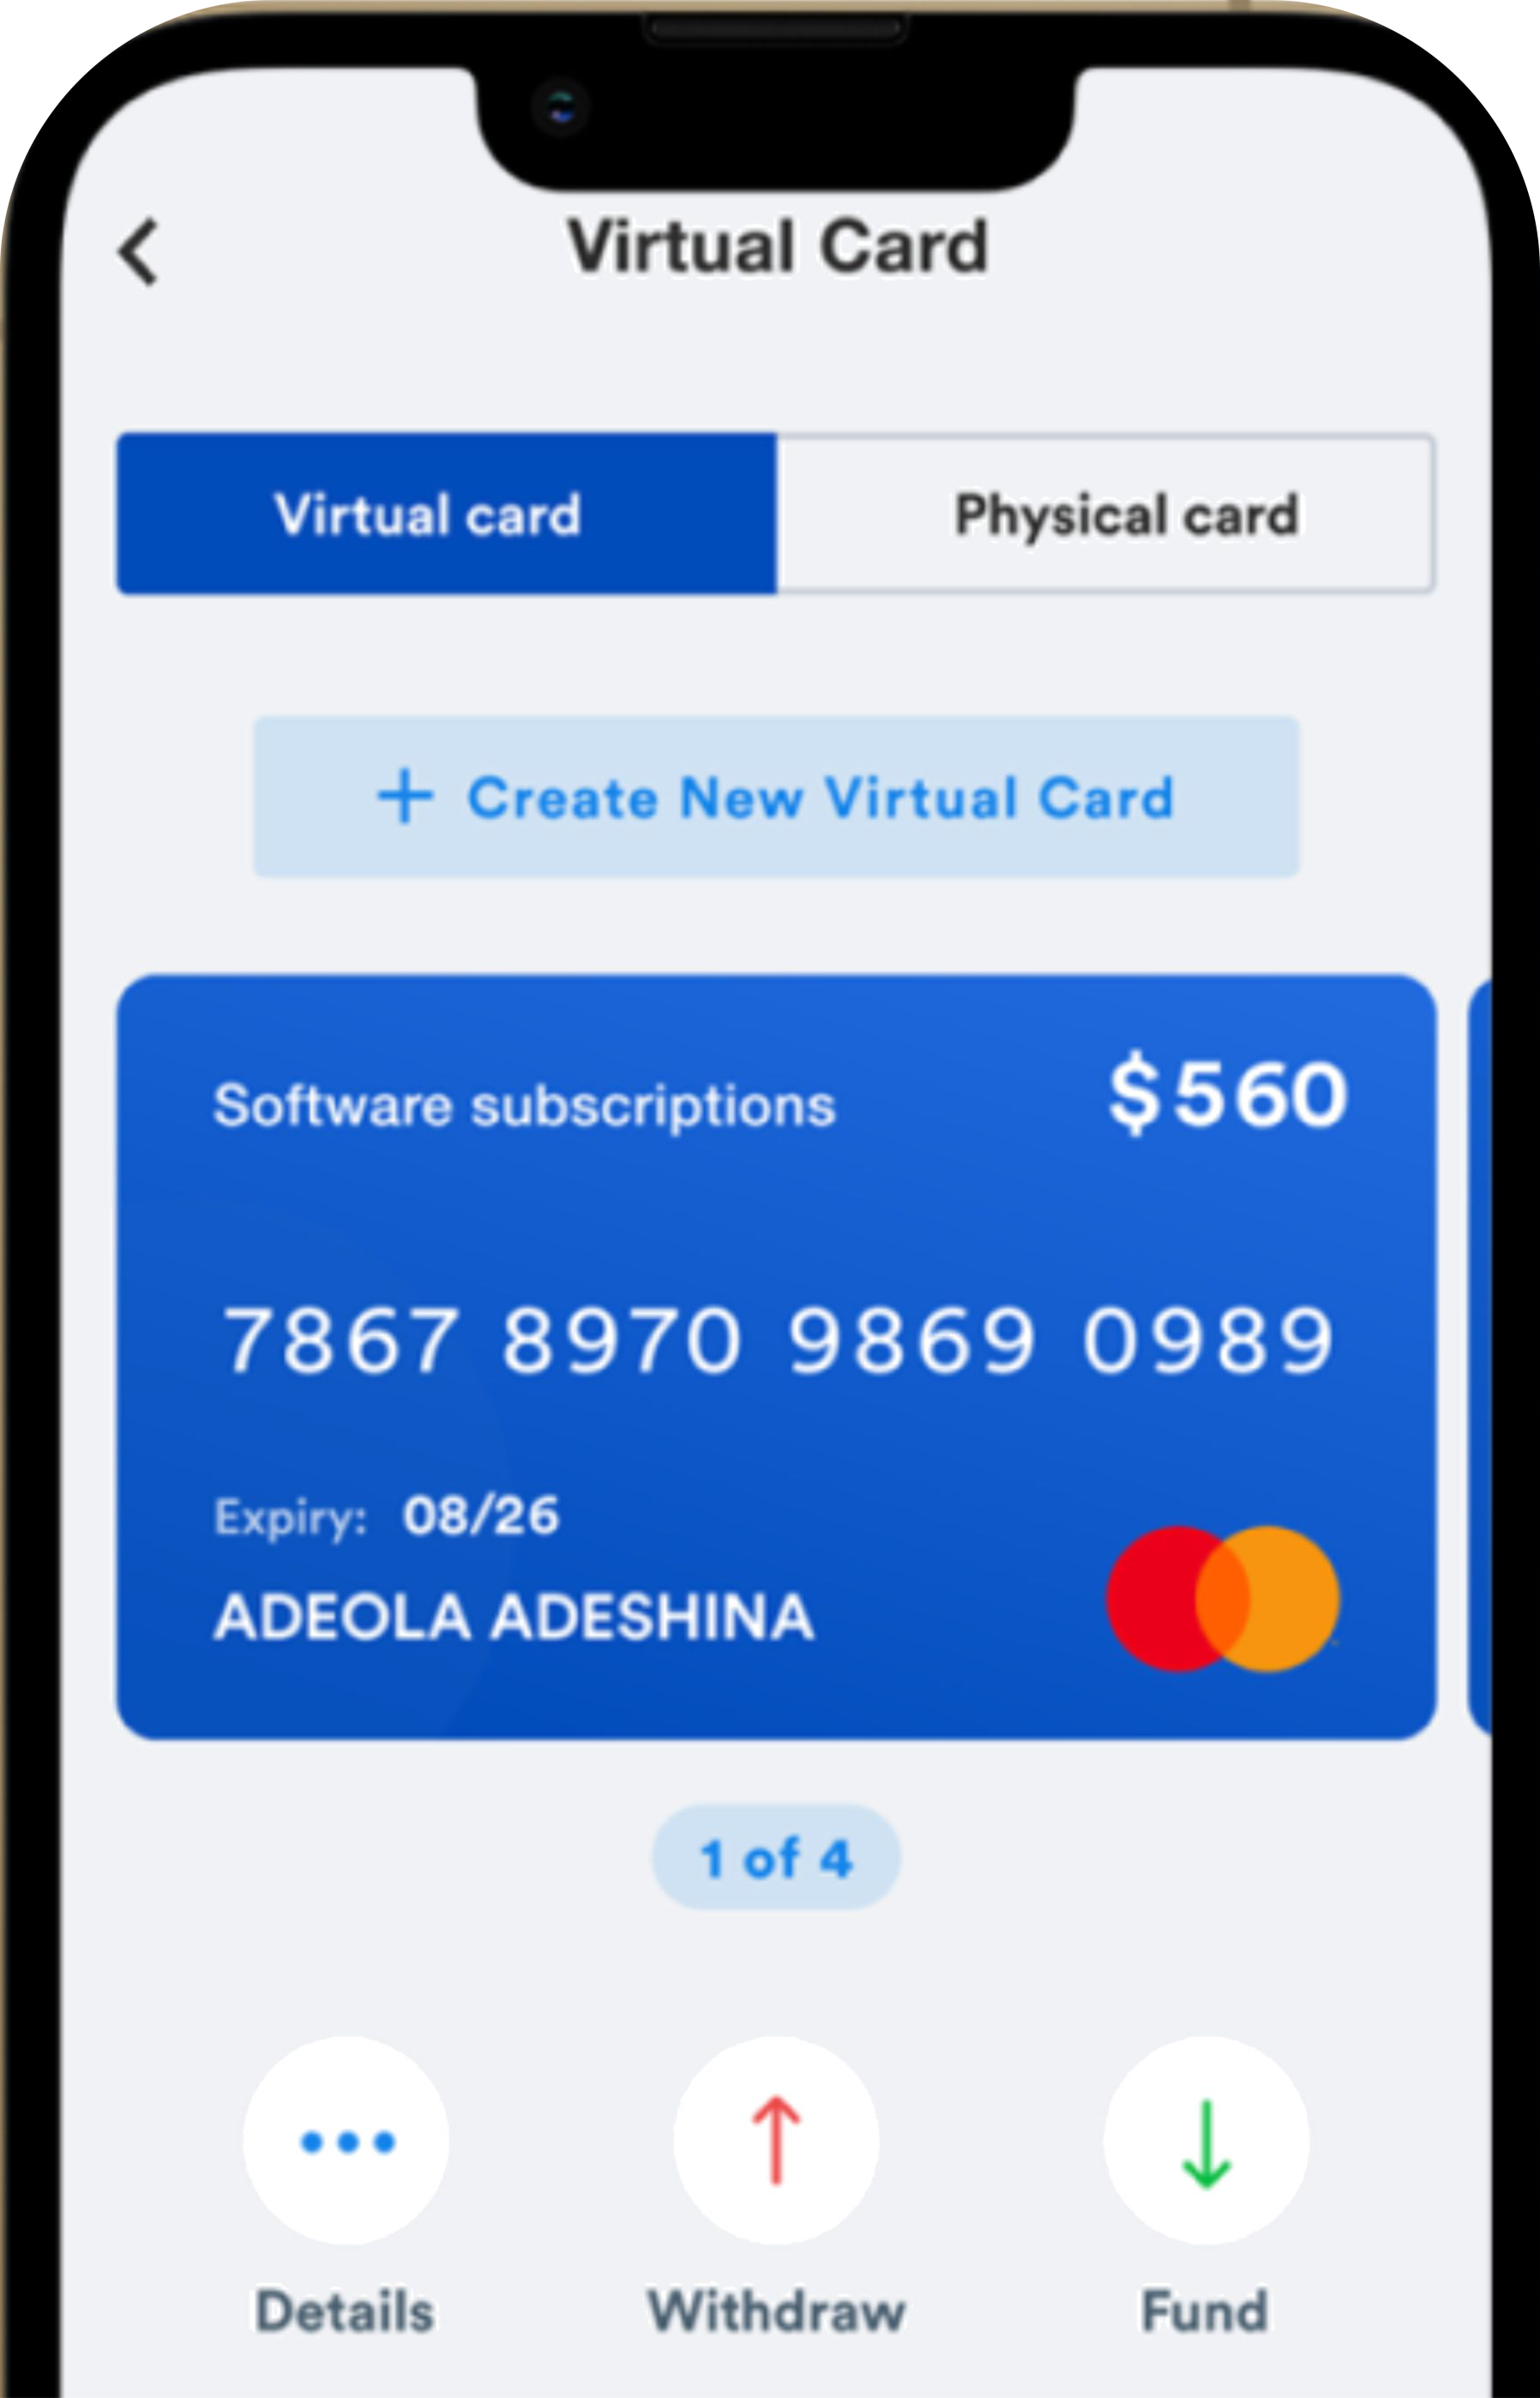 Virtual Card
Virtual card
Physical card
+ Create New Virtual Card
Software subscriptions
$560
7867 8970 9869 0989
Expiry: 08/26
ADEOLA ADESHINA
1 of 4
Details
Withdraw
Fund